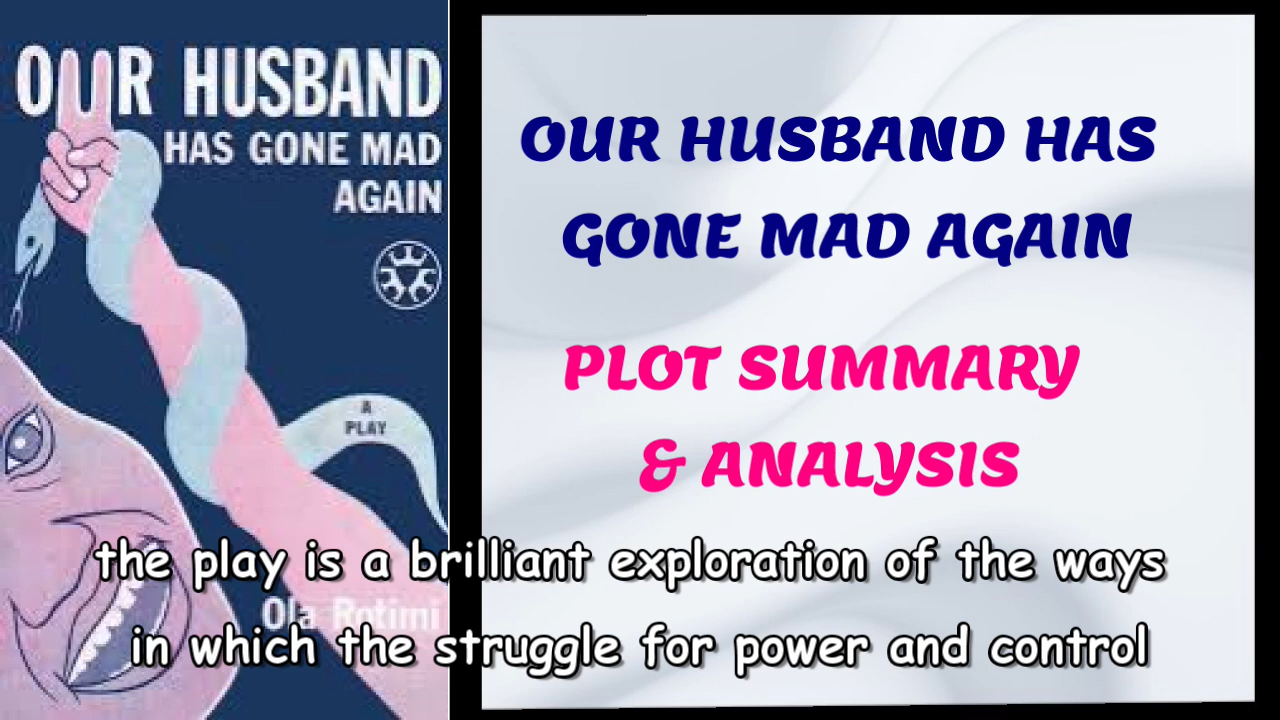 OUR HUSBAND
HAS GONE MAD
AGAIN
A
PLAY
Ola Rotimi
OUR HUSBAND HAS
GONE MAD AGAIN
PLOT SUMMARY
& ANALYSIS
the play is a brilliant exploration of the ways
in which the struggle for power and control